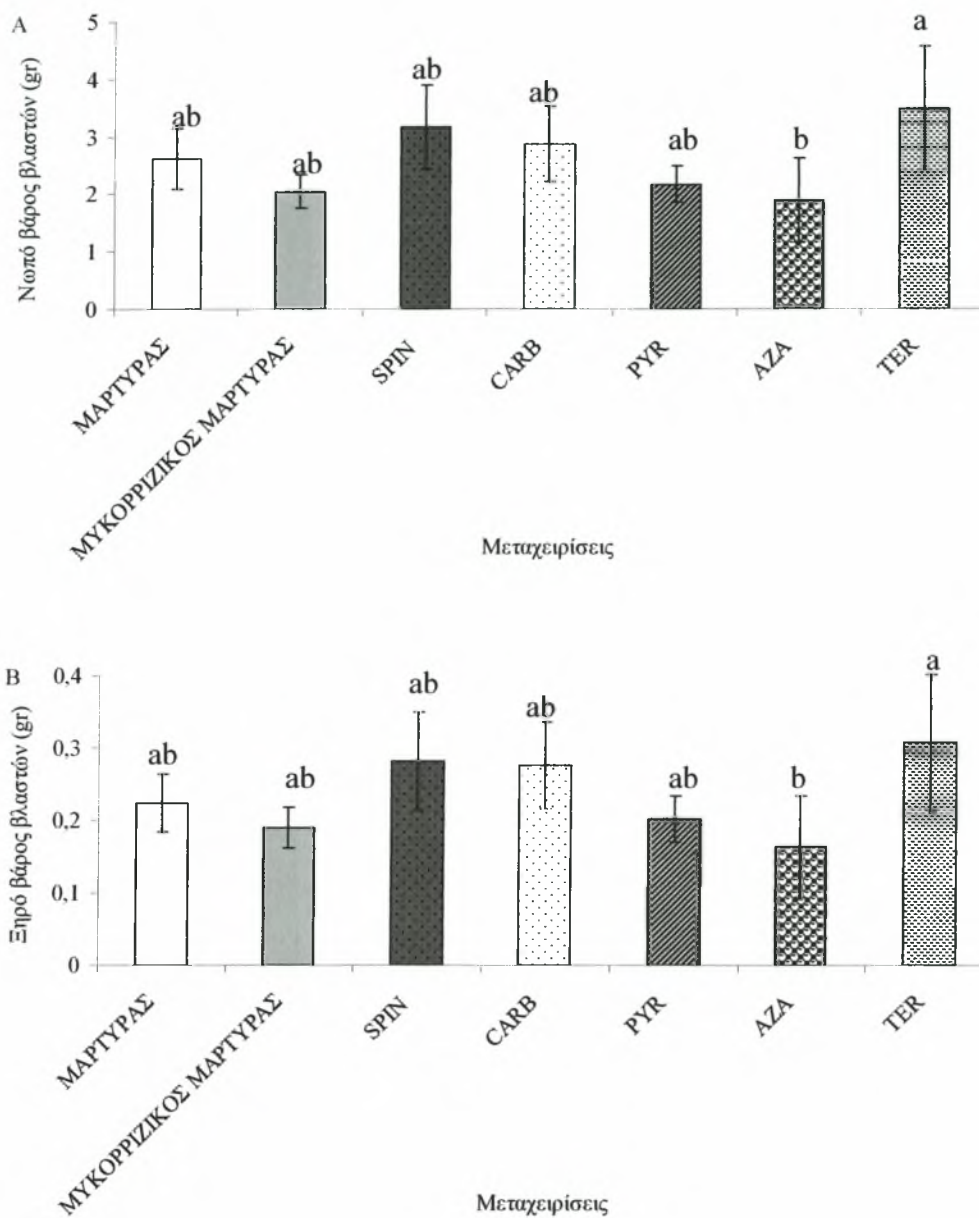 A
Νωπό βάρος βλαστών (gr)
5
4
3
2
1
0
ab
ab
ab
ab
ab
b
a
ΜΑΡΤΥΡΑΣ
ΜΥΚΟΡΡΙΖΙΚΟΣ ΜΑΡΤΥΡΑΣ
SPIN
CARB
PYR
AZA
TER
Μεταχειρίσεις
B
Ξηρό βάρος βλαστών (gr)
0,4
0,3
0,2
0,1
0
ab
ab
ab
ab
ab
b
a
ΜΑΡΤΥΡΑΣ
ΜΥΚΟΡΡΙΖΙΚΟΣ ΜΑΡΤΥΡΑΣ
SPIN
CARB
PYR
AZA
TER
Μεταχειρίσεις